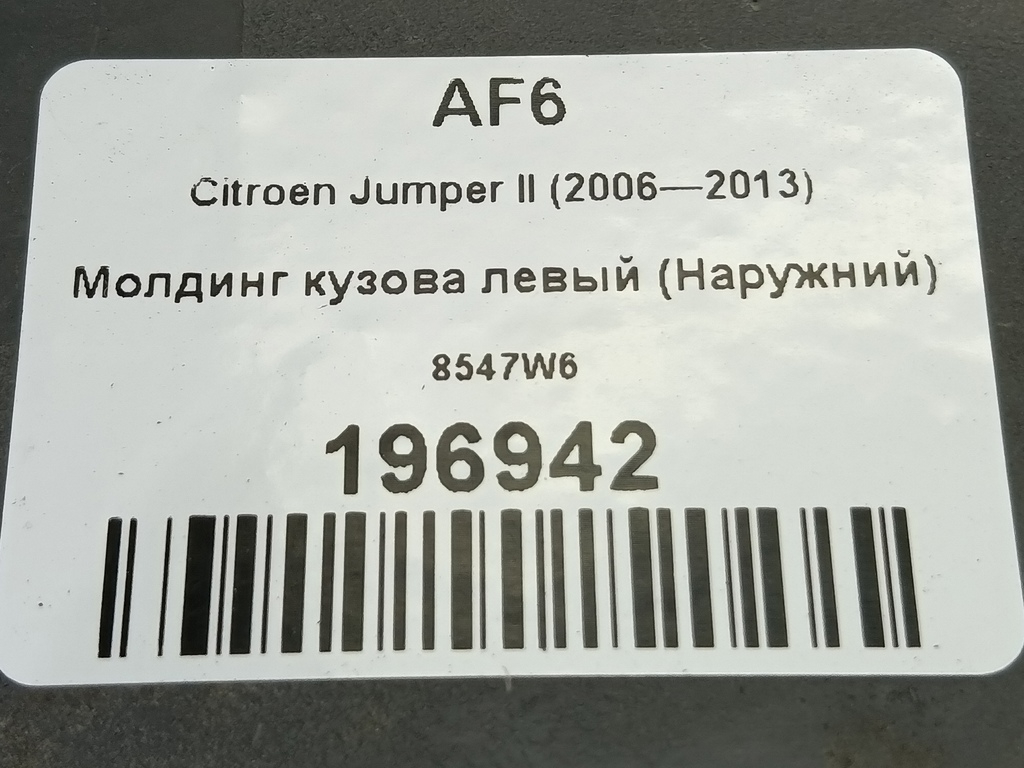 AF6
Citroen Jumper II (2006—2013)
Молдинг кузова левый (Наружний)
8547W6
196942